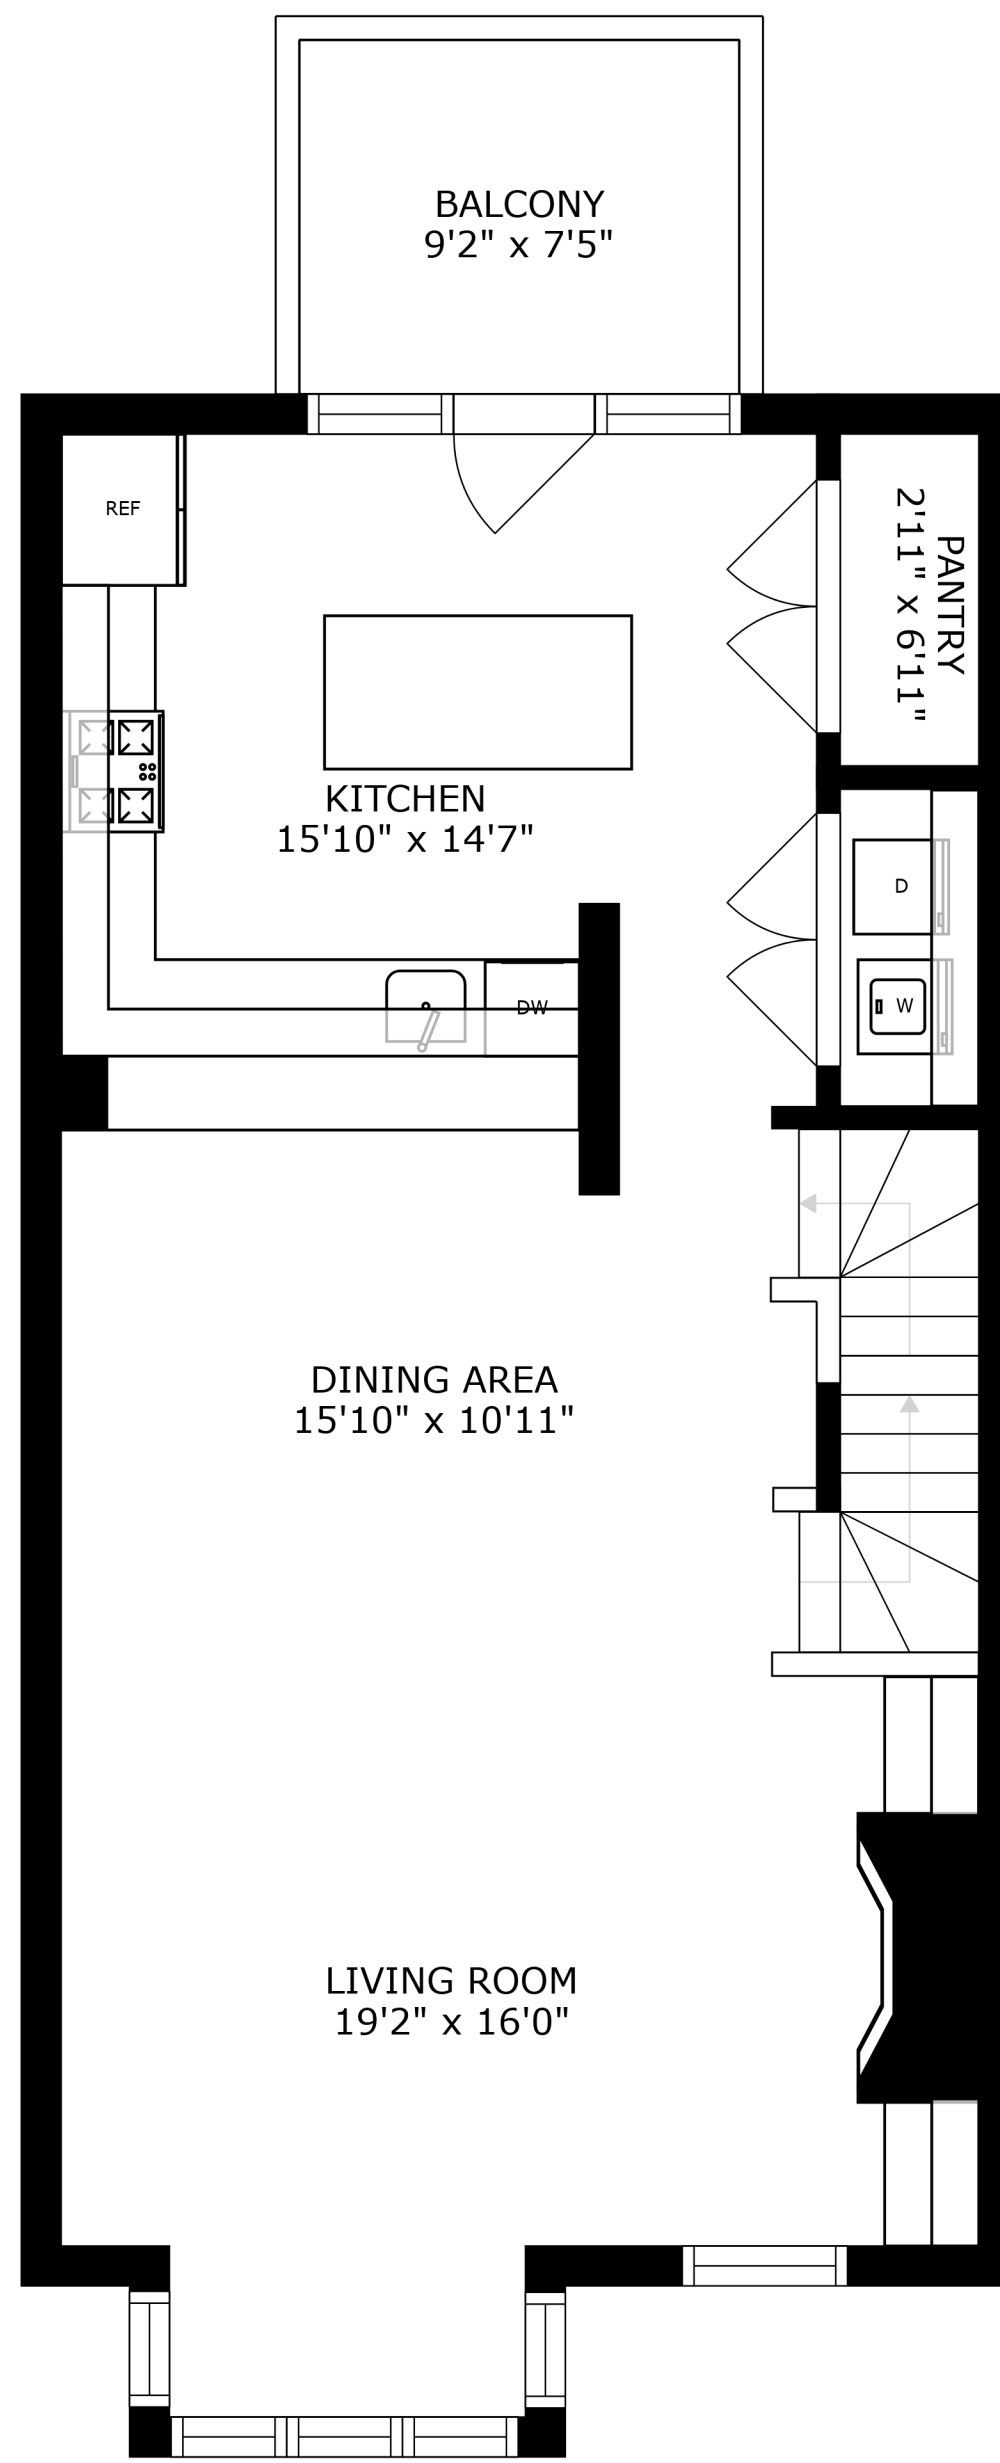 BALCONY
9'2" x 7'5"
REF
PANTRY
2'11" x 6'11"
KITCHEN
15'10" x 14'7"
D
W
DW
DINING AREA
15'10" x 10'11"
LIVING ROOM
19'2" x 16'0"